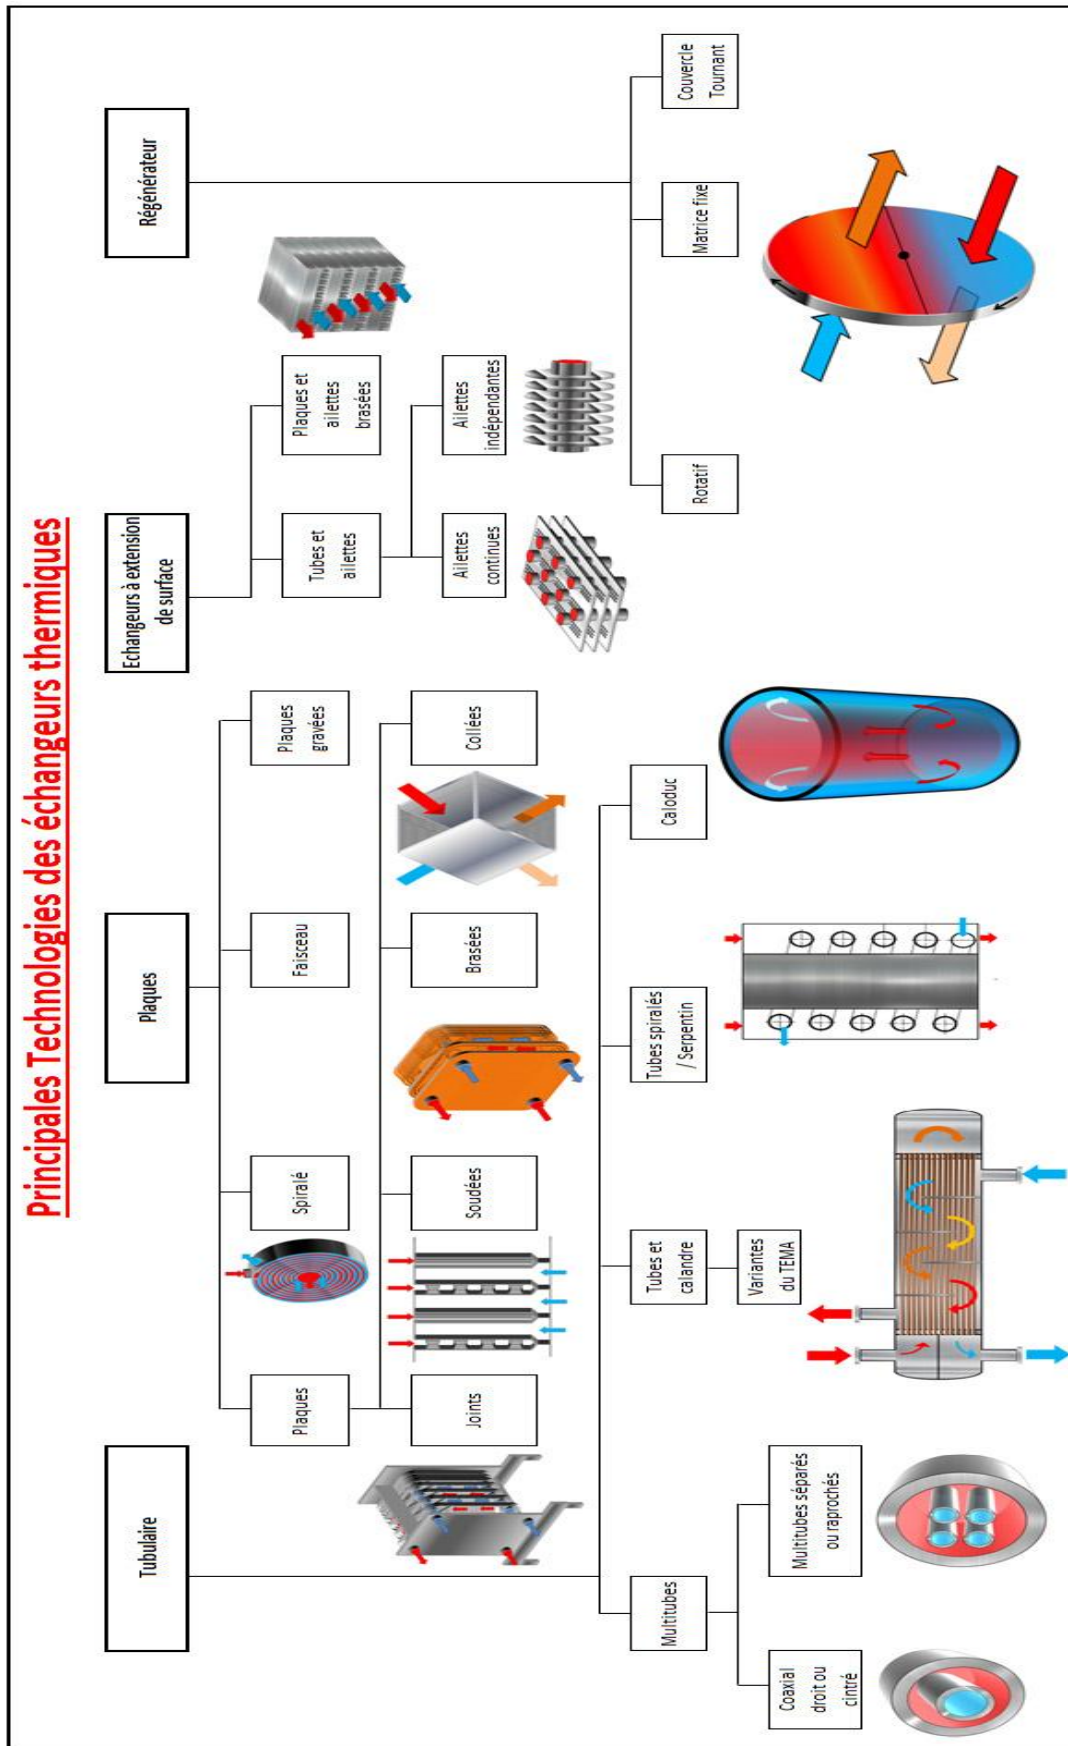 Principales Technologies des échangeurs thermiques
Tubulaire
Plaques
Echangeurs à extension
de surface
Régénérateur
Plaques
Spiralé
Faisceau
Plaques
gravées
Tubes et
ailettes
Plaques et
ailettes
brasées
Joints
Soudées
Brasées
Collées
Ailettes
continues
Ailettes
indépendantes
Multitubes
Tubes et
calandre
Tubes spiralés
/ Serpentin
Caloduc
Rotatif
Matrice fixe
Couvercle
Tournant
Variantes
du TEMA
Coaxial
droit ou
cintré
Multitubes séparés
ou raprochés